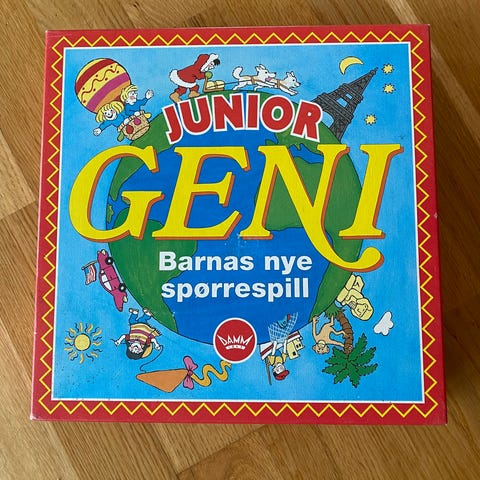 JUNIOR
GENI
Barnas nye
spørrespill
DAMM